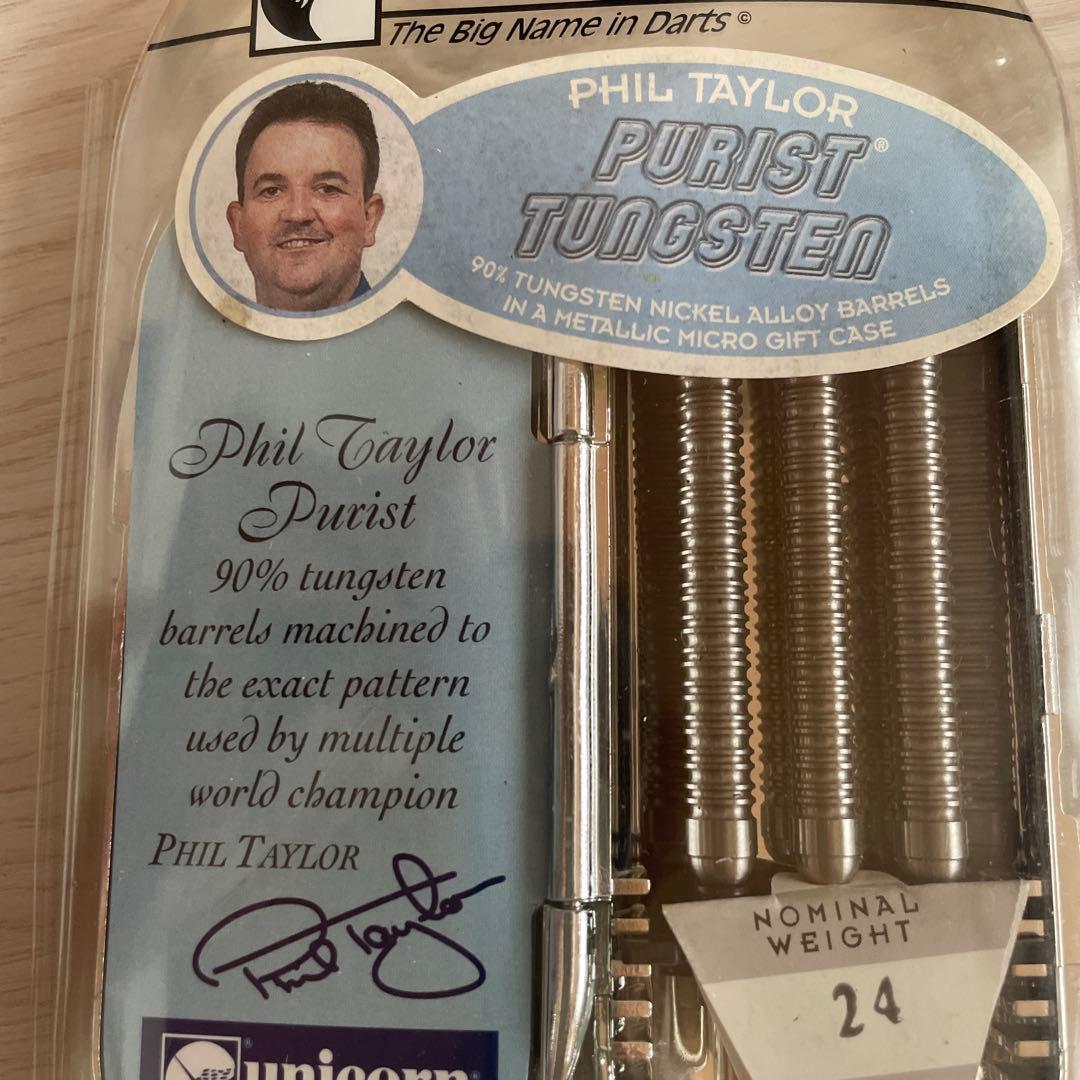 The Big Name in Darts ©
PHIL TAYLOR
PURIST®
TUNGSTEN
90% TUNGSTEN NICKEL ALLOY BARRELS
IN A METALLIC MICRO GIFT CASE
Phil Taylor
Purist
90% tungsten
barrels machined to
the exact pattern
used by multiple
world champion
PHIL TAYLOR
Phil Taylor
NOMINAL
WEIGHT
24
unicorn®